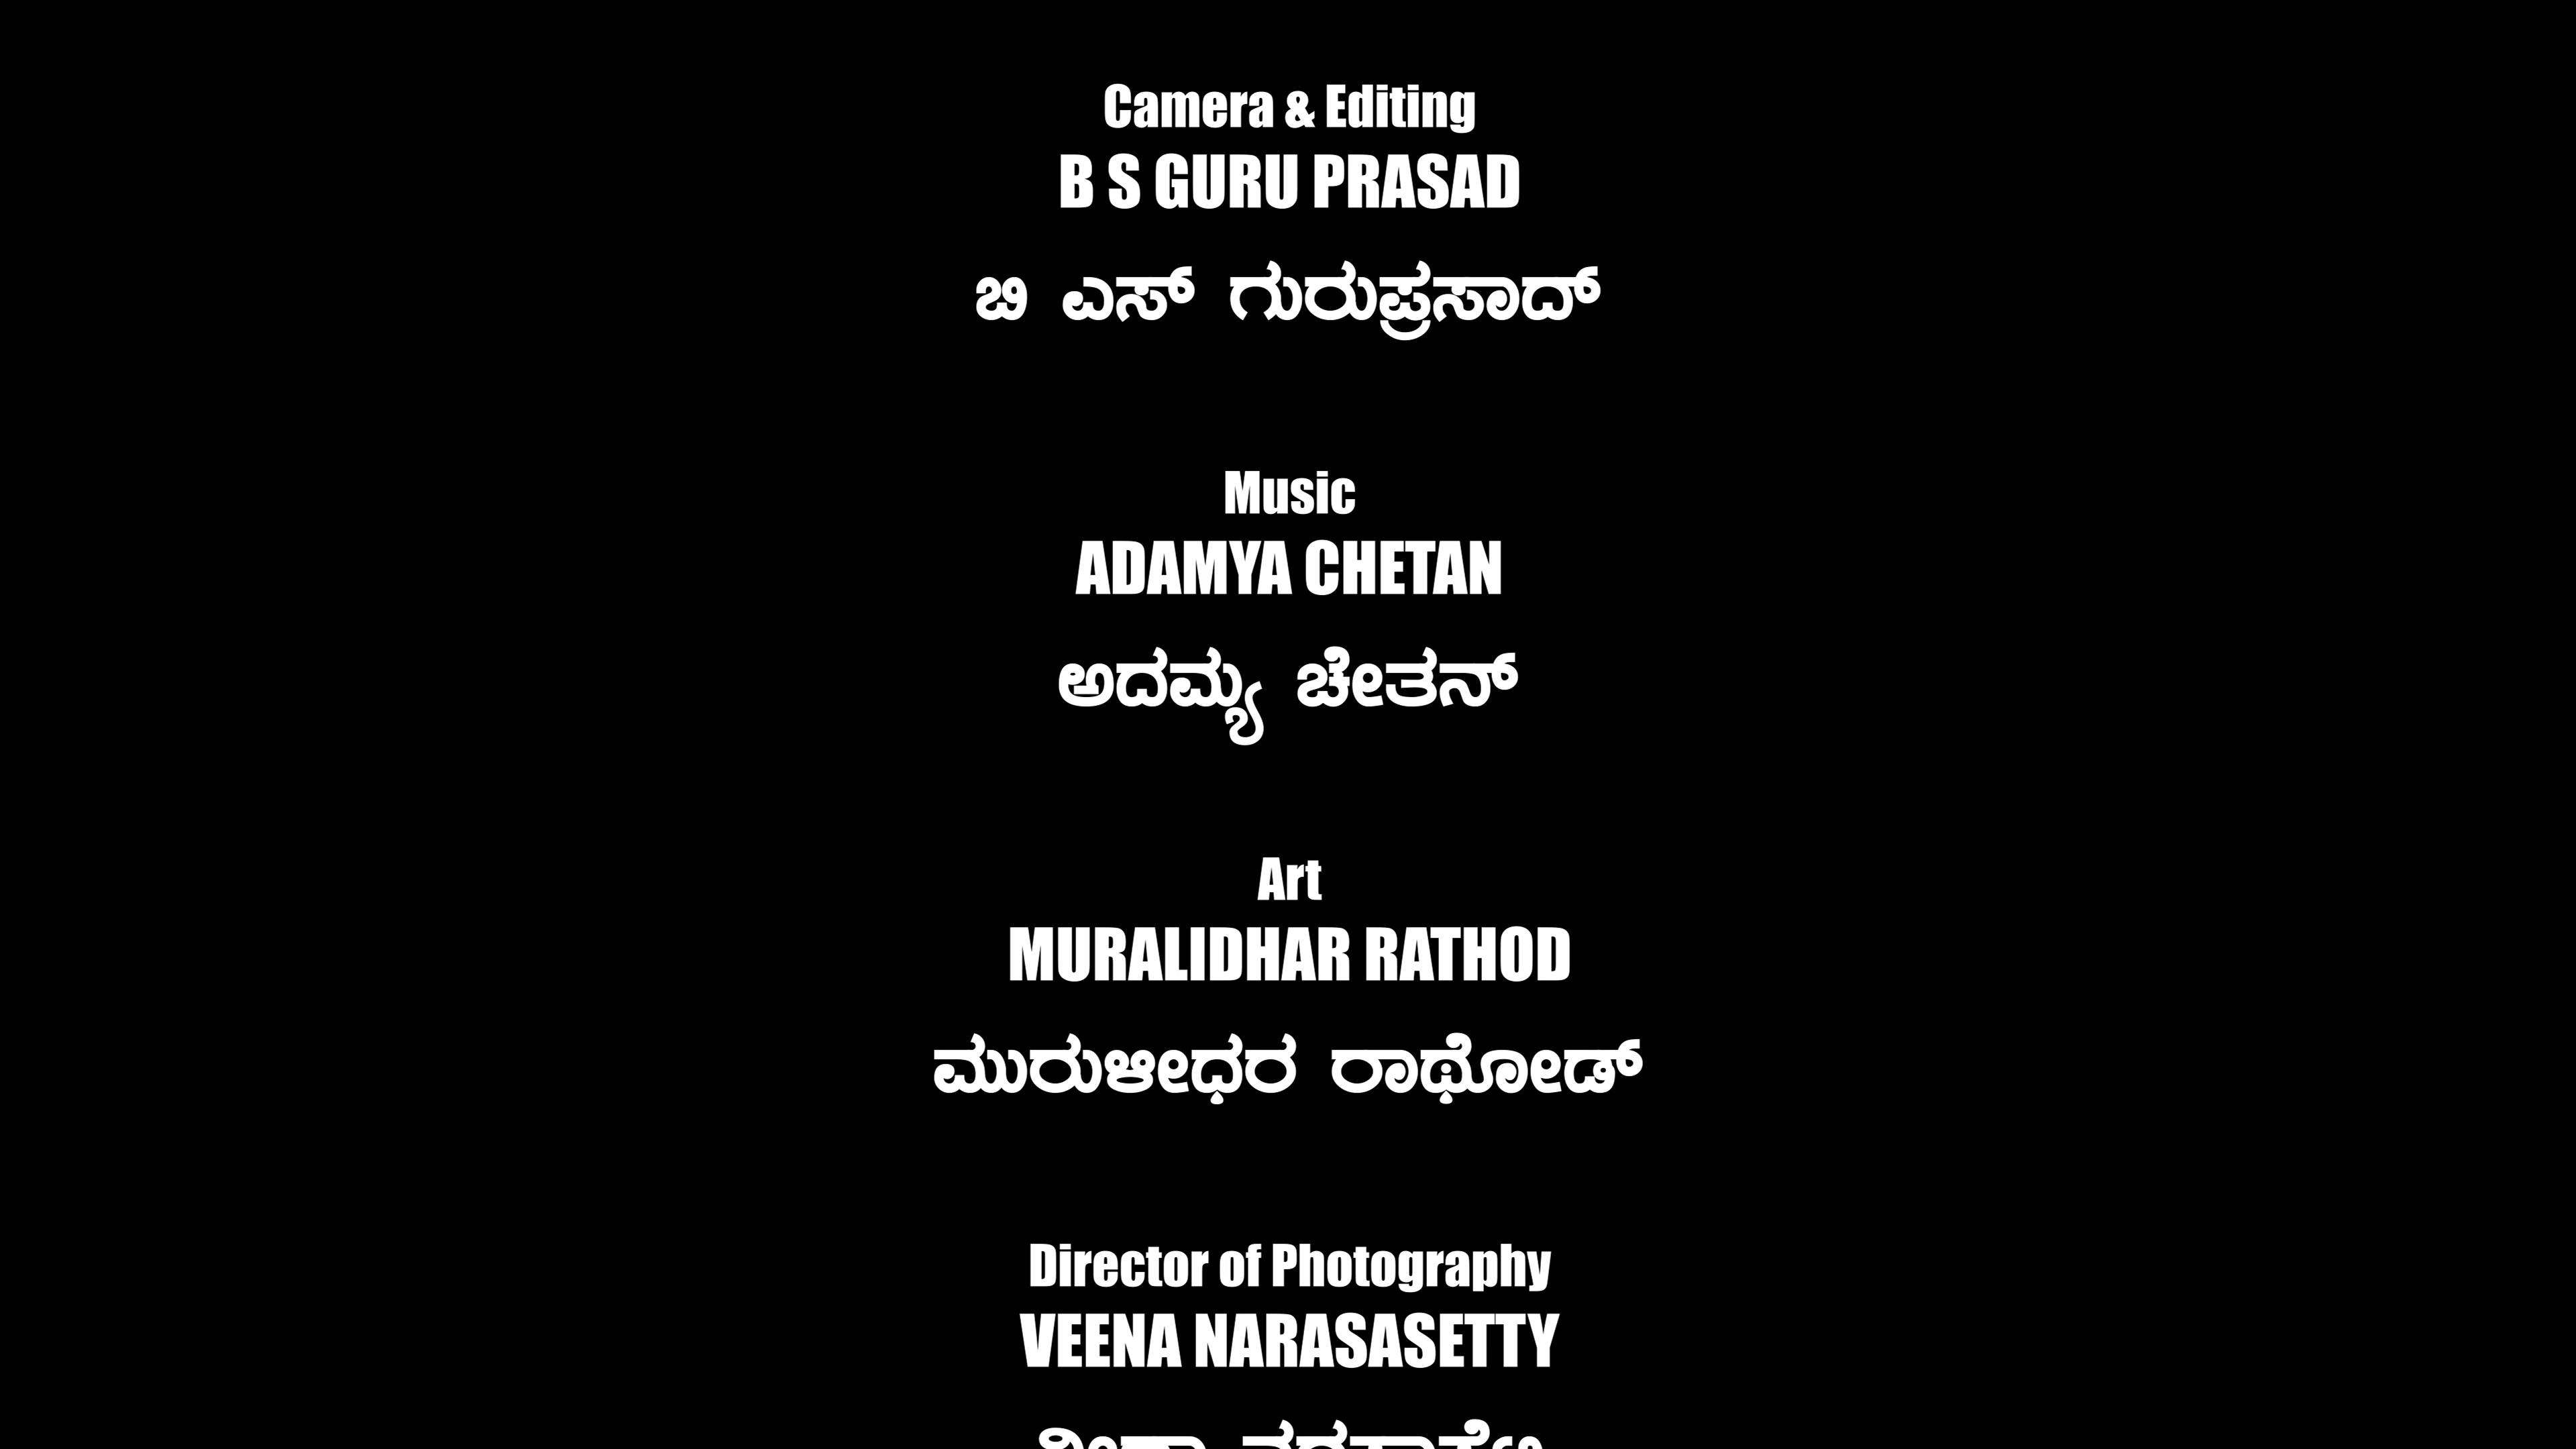 Camera & Editing
B S GURU PRASAD
ಬಿ ಎಸ್ ಗುರುಪ್ರಸಾದ್
Music
ADAMYA CHETAN
ಅದಮ್ಯ ಚೇತನ್
Art
MURALIDHAR RATHOD
ಮುರುಳೀಧರ ರಾಥೋಡ್
Director of Photography
VEENA NARASASETTY